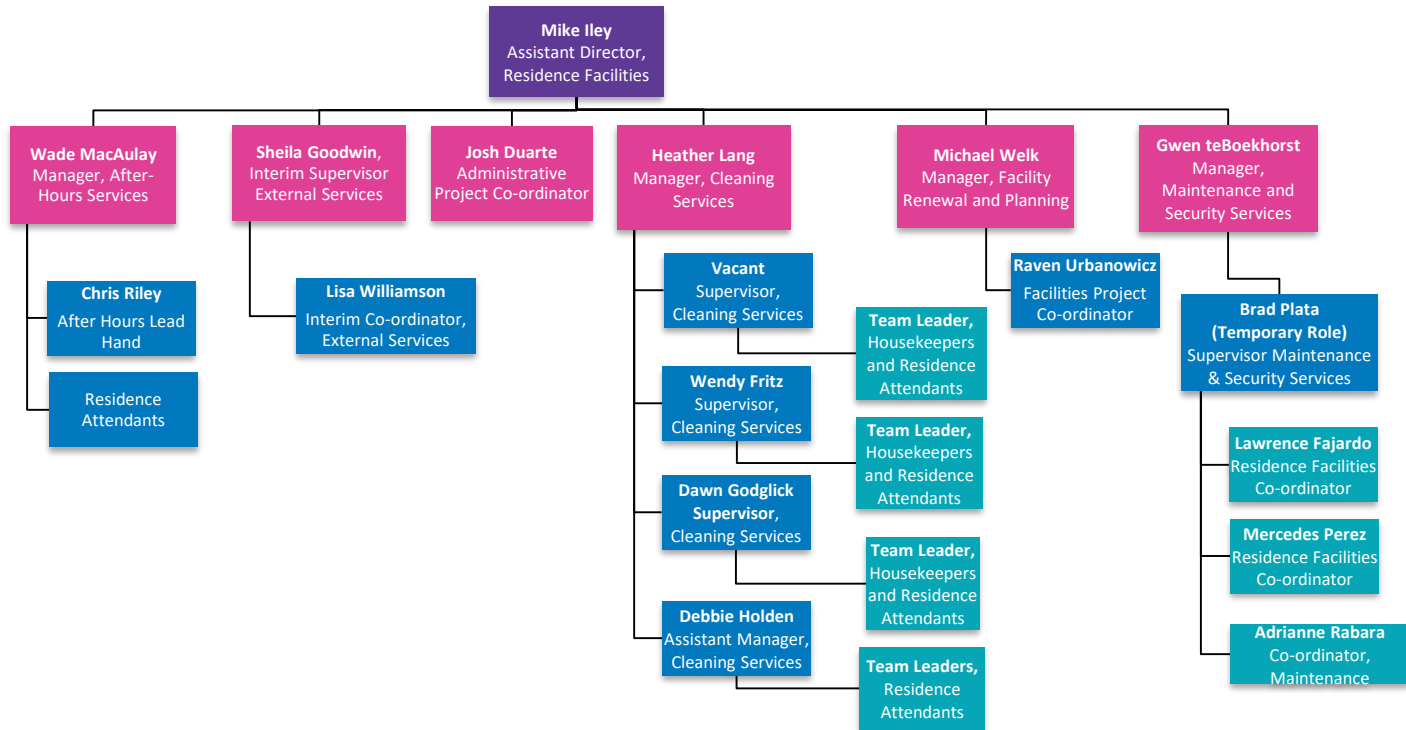 Mike Iley
Assistant Director,
Residence Facilities
Wade MacAulay
Manager, After-
Hours Services
Sheila Goodwin,
Interim Supervisor
External Services
Josh Duarte
Administrative
Project Co-ordinator
Heather Lang
Manager, Cleaning
Services
Michael Welk
Manager, Facility
Renewal and Planning
Gwen teBoekhorst
Manager,
Maintenance and
Security Services
Chris Riley
After Hours Lead
Hand
Residence
Attendants
Lisa Williamson
Interim Co-ordinator,
External Services
Vacant
Supervisor,
Cleaning Services
Team Leader,
Housekeepers
and Residence
Attendants
Wendy Fritz
Supervisor,
Cleaning Services
Team Leader,
Housekeepers
and Residence
Attendants
Dawn Godglick
Supervisor,
Cleaning Services
Team Leader,
Housekeepers
and Residence
Attendants
Debbie Holden
Assistant Manager,
Cleaning Services
Team Leaders,
Residence
Attendants
Raven Urbanowicz
Facilities Project
Co-ordinator
Brad Plata
(Temporary Role)
Supervisor Maintenance
& Security Services
Lawrence Fajardo
Residence Facilities
Co-ordinator
Mercedes Perez
Residence Facilities
Co-ordinator
Adrianne Rabara
Co-ordinator,
Maintenance